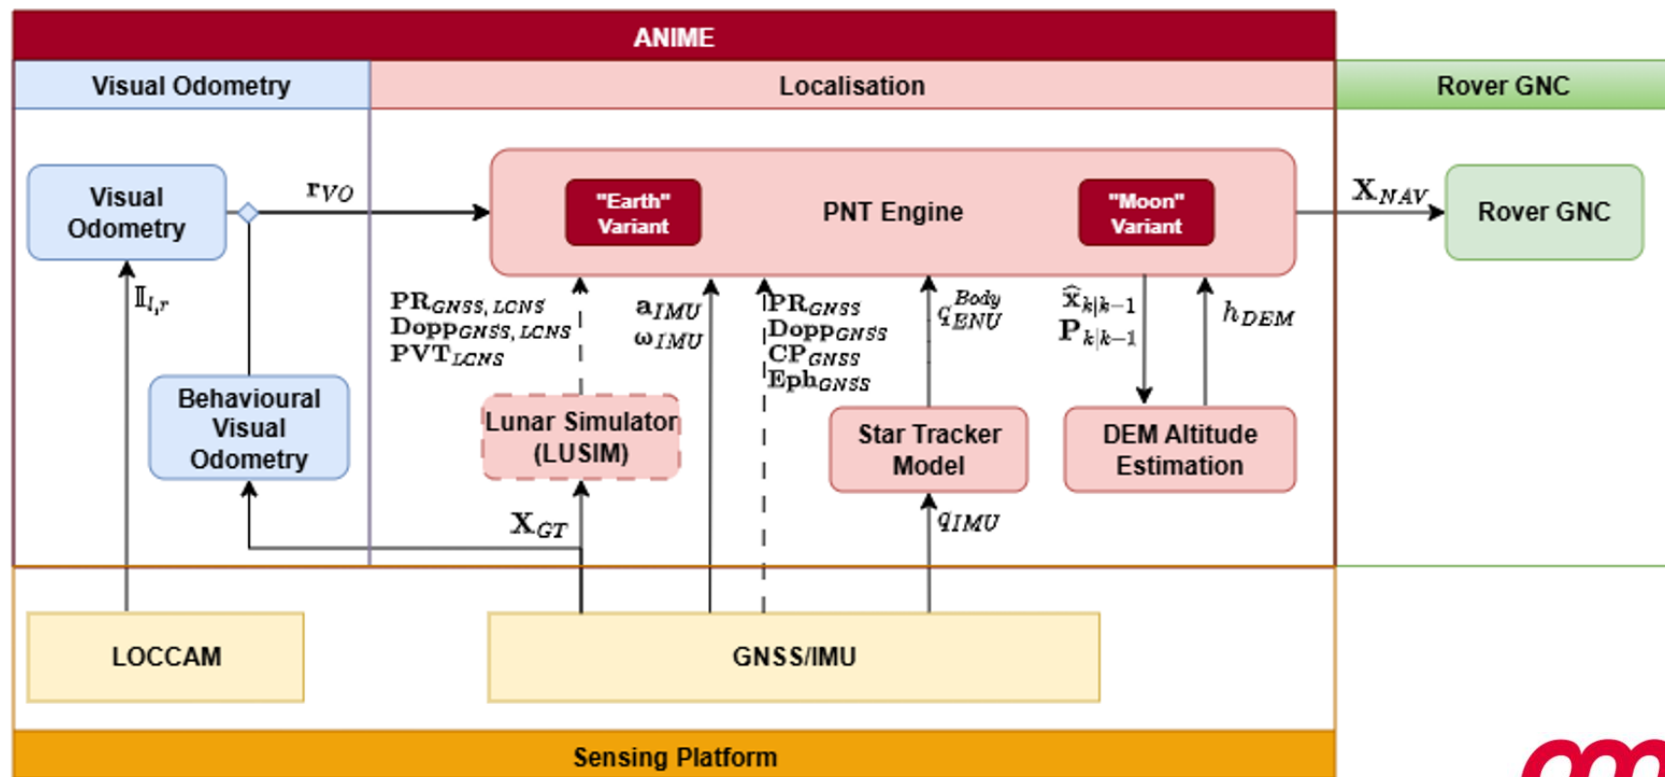 ANIME
Visual Odometry
Localisation
Rover GNC
Visual
Odometry
r_VO
"Earth"
Variant
PNT Engine
"Moon"
Variant
X_NAV
Rover GNC
𝕀_l,r
PR_GNSS, LCNS
Dopp_GNSS, LCNS
PVT_LCNS
a_IMU
ω_IMU
PR_GNSS
Dopp_GNSS
CP_GNSS
Eph_GNSS
q_ENU^Body
x̂_k|k−1
P_k|k−1
h_DEM
Behavioural
Visual
Odometry
Lunar Simulator
(LUSIM)
Star Tracker
Model
DEM Altitude
Estimation
X_GT
q_IMU
LOCCAM
GNSS/IMU
Sensing Platform